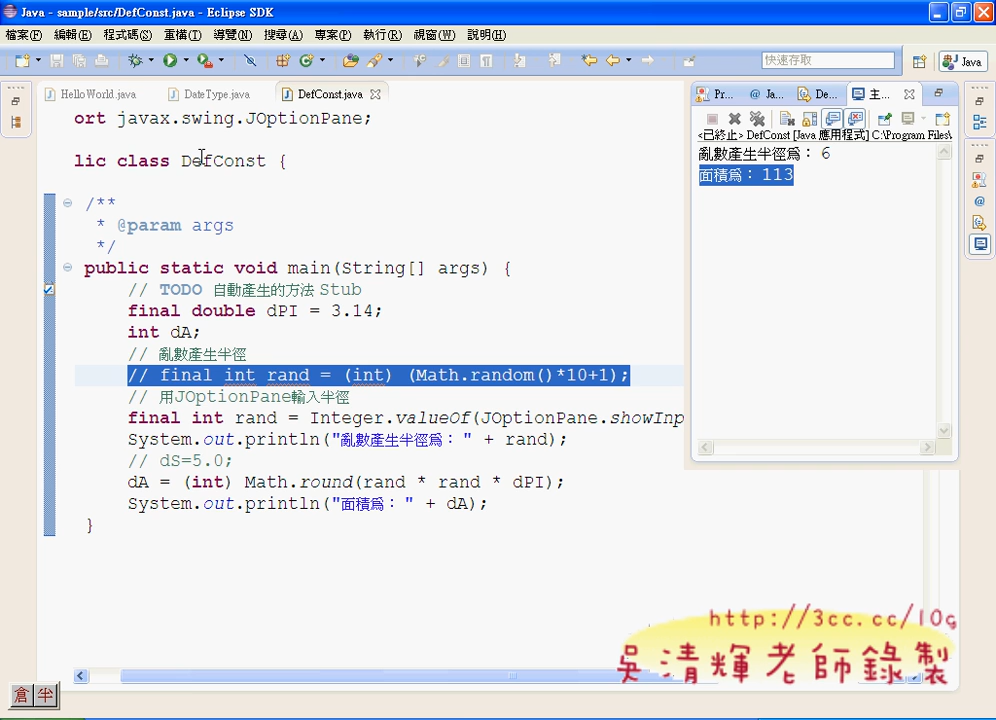 Java - sample/src/DefConst.java - Eclipse SDK
檔案(F) 編輯(E) 程式碼(S) 重構(T) 導覽(N) 搜尋(A) 專案(P) 執行(R) 視窗(W) 說明(H)
快速存取
Java
HelloWorld.java
DateType.java
DefConst.java
ort javax.swing.JOptionPane;
lic class DefConst {
/**
* @param args
*/
public static void main(String[] args) {
// TODO 自動產生的方法 Stub
final double dPI = 3.14;
int dA;
// 亂數產生半徑
// final int rand = (int) (Math.random()*10+1);
// 用JOptionPane輸入半徑
final int rand = Integer.valueOf(JOptionPane.showInp
System.out.println("亂數產生半徑為：" + rand);
// dS=5.0;
dA = (int) Math.round(rand * rand * dPI);
System.out.println("面積為：" + dA);
}
Pr...
@ Ja...
De...
主...
<已終止> DefConst [Java 應用程式] C:\Program Files\
亂數產生半徑為：6
面積為：113
http://3cc.cc/10g
吳清輝老師錄製
倉 半